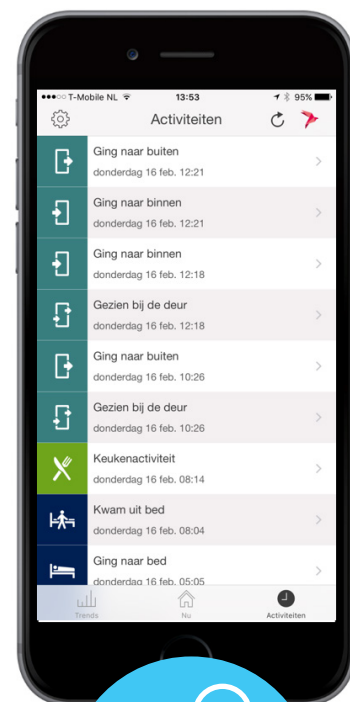 T-Mobile NL 13:53 95%
Activiteiten
Ging naar buiten
donderdag 16 feb. 12:21
Ging naar binnen
donderdag 16 feb. 12:21
Ging naar binnen
donderdag 16 feb. 12:18
Gezien bij de deur
donderdag 16 feb. 12:18
Ging naar buiten
donderdag 16 feb. 10:26
Gezien bij de deur
donderdag 16 feb. 10:26
Keukenactiviteit
donderdag 16 feb. 08:14
Kwam uit bed
donderdag 16 feb. 08:04
Ging naar bed
donderdag 16 feb. 05:05
Trends Nu Activiteiten